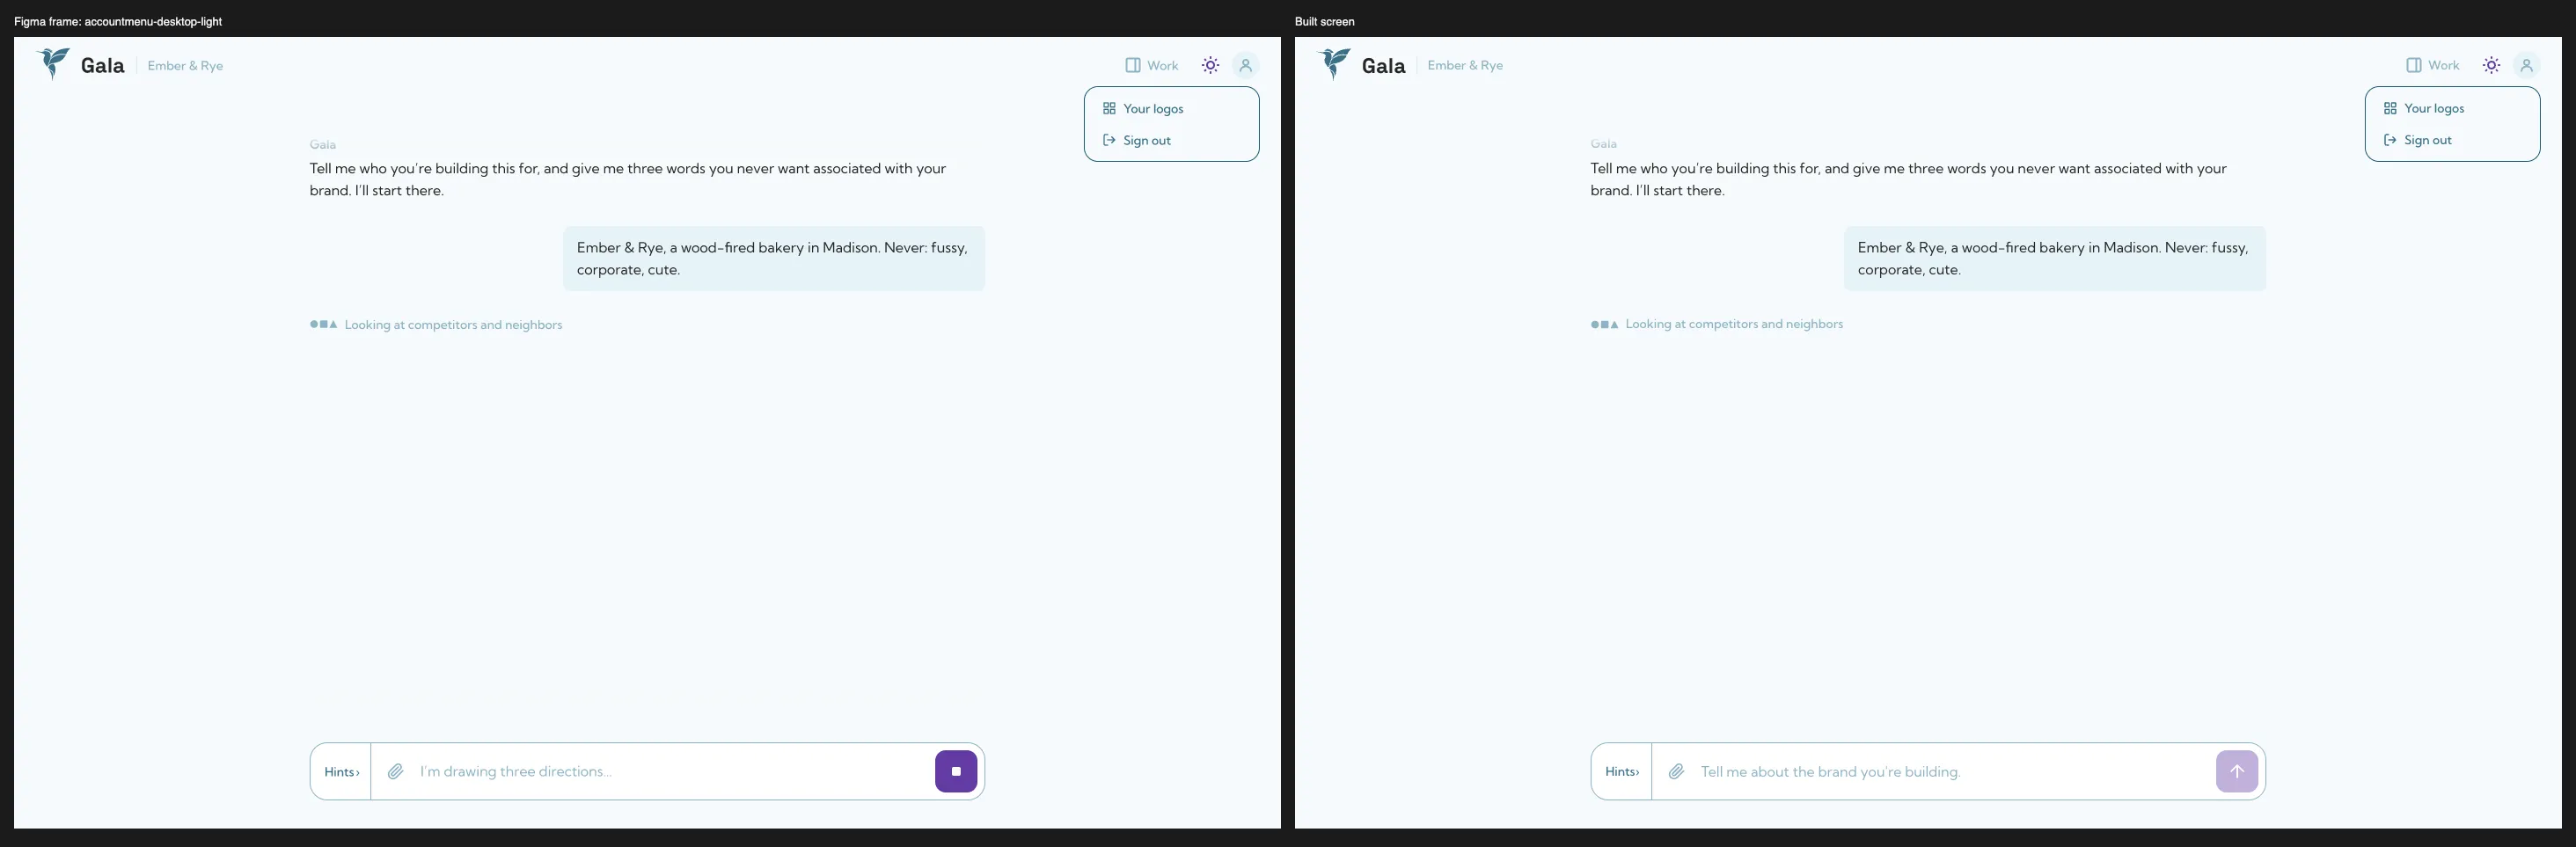 Figma frame: accountmenu-desktop-light
Gala
Ember & Rye
Work
Your logos
Sign out
Gala
Tell me who you're building this for, and give me three words you never want associated with your
brand. I'll start there.
Ember & Rye, a wood-fired bakery in Madison. Never: fussy,
corporate, cute.
Looking at competitors and neighbors
Hints›
I'm drawing three directions...
Built screen
Gala
Ember & Rye
Work
Your logos
Sign out
Gala
Tell me who you're building this for, and give me three words you never want associated with your
brand. I'll start there.
Ember & Rye, a wood-fired bakery in Madison. Never: fussy,
corporate, cute.
Looking at competitors and neighbors
Hints›
Tell me about the brand you're building.